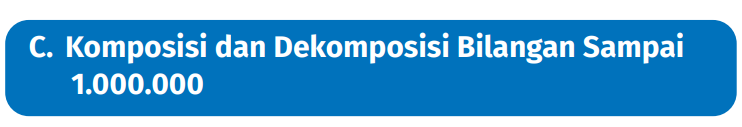 C. Komposisi dan Dekomposisi Bilangan Sampai
1.000.000